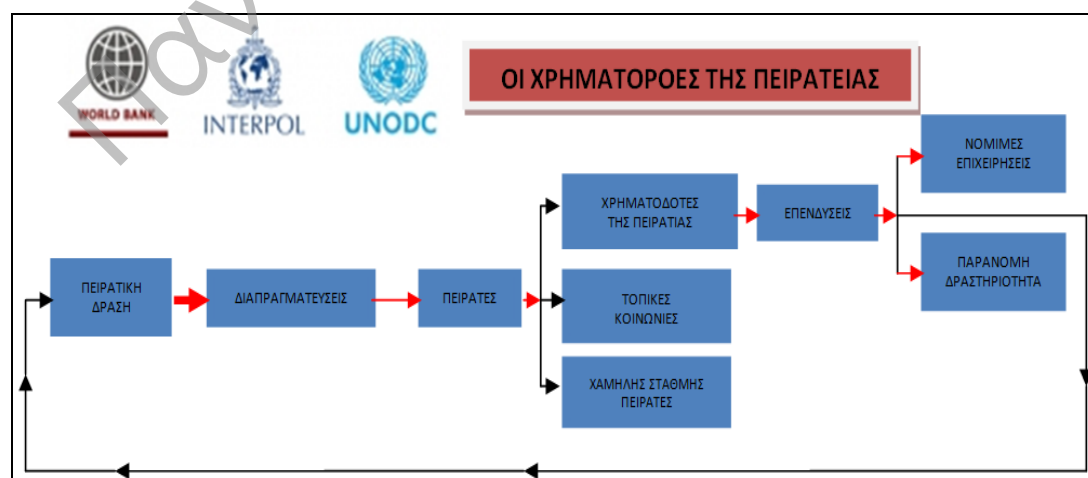 Παν
WORLD BANK
INTERPOL
UNODC
ΟΙ ΧΡΗΜΑΤΟΡΟΕΣ ΤΗΣ ΠΕΙΡΑΤΕΙΑΣ
ΝΟΜΙΜΕΣ
ΕΠΙΧΕΙΡΗΣΕΙΣ
ΧΡΗΜΑΤΟΔΟΤΕΣ
ΤΗΣ ΠΕΙΡΑΤΙΑΣ
ΕΠΕΝΔΥΣΕΙΣ
ΠΑΡΑΝΟΜΗ
ΔΡΑΣΤΗΡΙΟΤΗΤΑ
ΠΕΙΡΑΤΙΚΗ
ΔΡΑΣΗ
ΔΙΑΠΡΑΓΜΑΤΕΥΣΕΙΣ
ΠΕΙΡΑΤΕΣ
ΤΟΠΙΚΕΣ
ΚΟΙΝΩΝΙΕΣ
ΧΑΜΗΛΗΣ ΣΤΑΘΜΗΣ
ΠΕΙΡΑΤΕΣ